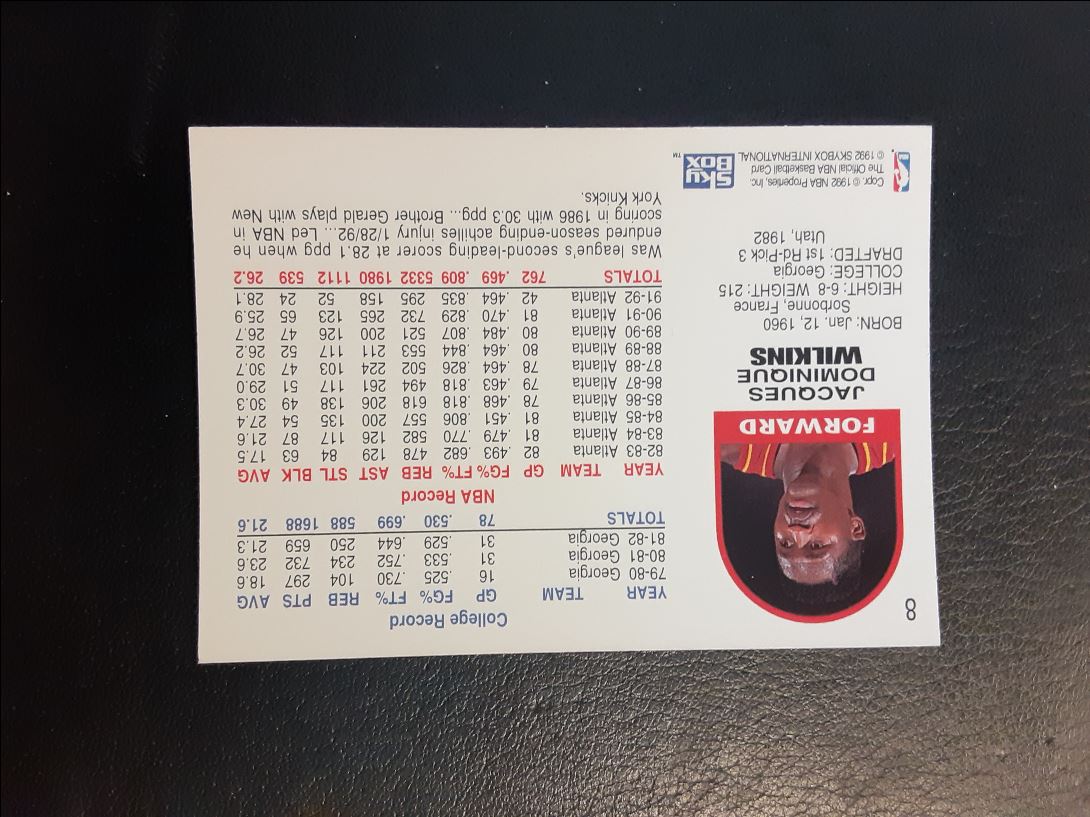 8
FORWARD
JACQUES
DOMINIQUE
WILKINS
BORN: Jan. 12, 1960
Sorbonne, France
HEIGHT: 6-8 WEIGHT: 215
COLLEGE: Georgia
DRAFTED: 1st Rd-Pick 3
Utah, 1982
Copr. © 1992 NBA Properties, Inc.
The Official NBA Basketball Card
© 1992 SKYBOX INTERNATIONAL
SKY
BOX™
College Record
YEAR TEAM GP FG% FT% REB PTS AVG
79-80 Georgia 16 .525 .730 104 297 18.6
80-81 Georgia 31 .533 .752 234 732 23.6
81-82 Georgia 31 .529 .644 250 659 21.3
TOTALS 78 .530 .699 588 1688 21.6
NBA Record
YEAR TEAM GP FG% FT% REB AST STL BLK AVG
82-83 Atlanta 82 .493 .682 478 129 84 63 17.5
83-84 Atlanta 81 .479 .770 582 126 117 87 21.6
84-85 Atlanta 81 .451 .806 557 200 135 54 27.4
85-86 Atlanta 78 .468 .818 618 206 138 49 30.3
86-87 Atlanta 79 .463 .818 494 261 117 51 29.0
87-88 Atlanta 78 .464 .826 502 224 103 47 30.7
88-89 Atlanta 80 .464 .844 553 211 117 52 26.2
89-90 Atlanta 80 .484 .807 521 200 126 47 26.7
90-91 Atlanta 81 .470 .829 732 265 123 65 25.9
91-92 Atlanta 42 .464 .835 295 158 52 24 28.1
TOTALS 762 .469 .809 5332 1980 1112 539 26.2
Was league's second-leading scorer at 28.1 ppg when he
endured season-ending achilles injury 1/28/92... Led NBA in
scoring in 1986 with 30.3 ppg... Brother Gerald plays with New
York Knicks.